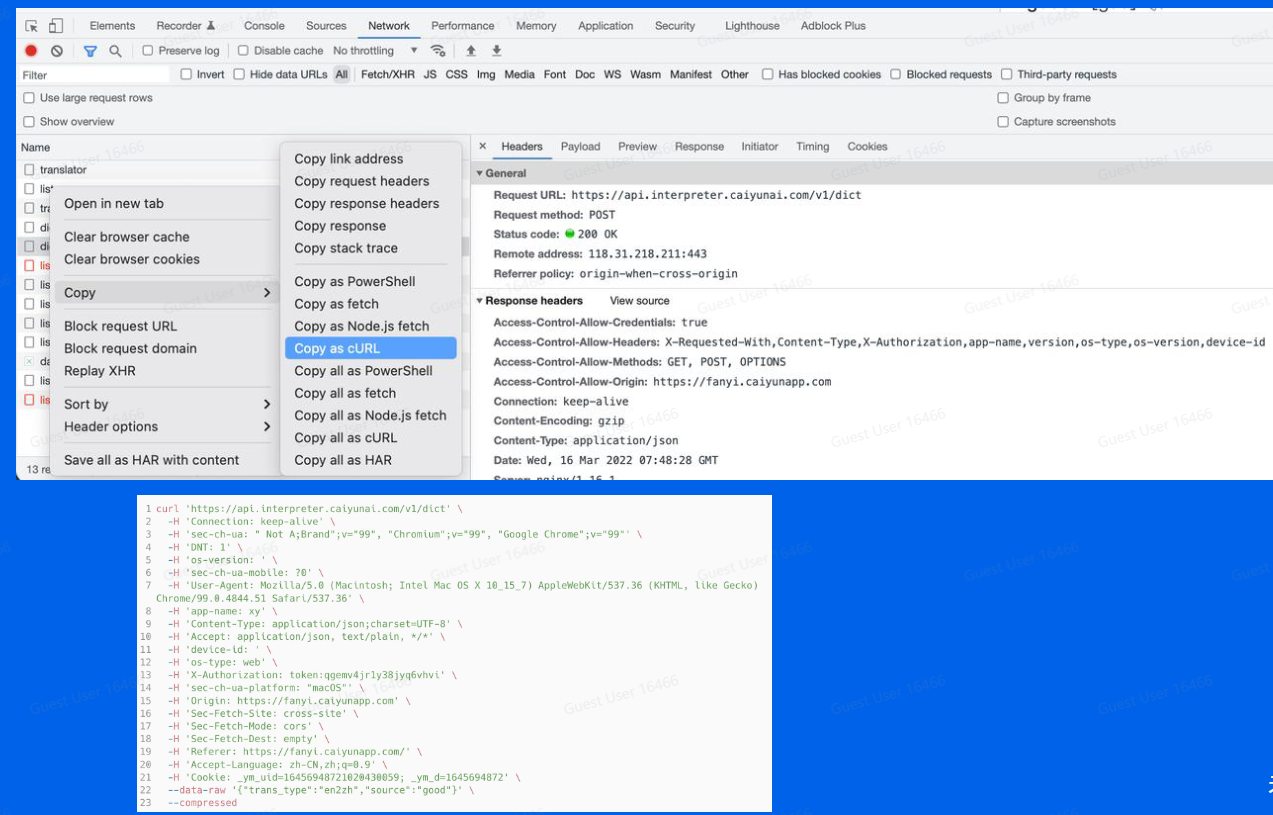 Elements Recorder Console Sources Network Performance Memory Application Security Lighthouse Adblock Plus
Preserve log Disable cache No throttling
Filter Invert Hide data URLs All Fetch/XHR JS CSS Img Media Font Doc WS Wasm Manifest Other Has blocked cookies Blocked requests Third-party requests
Use large request rows Group by frame
Show overview Capture screenshots
Name
translator
Open in new tab
Clear browser cache
Clear browser cookies
Copy
Block request URL
Block request domain
Replay XHR
Sort by
Header options
Save all as HAR with content
13 re
Copy link address
Copy request headers
Copy response headers
Copy response
Copy stack trace
Copy as PowerShell
Copy as fetch
Copy as Node.js fetch
Copy as cURL
Copy all as PowerShell
Copy all as fetch
Copy all as Node.js fetch
Copy all as cURL
Copy all as HAR
× Headers Payload Preview Response Initiator Timing Cookies
General
Request URL: https://api.interpreter.caiyunai.com/v1/dict
Request method: POST
Status code: 200 OK
Remote address: 118.31.218.211:443
Referrer policy: origin-when-cross-origin
Response headers View source
Access-Control-Allow-Credentials: true
Access-Control-Allow-Headers: X-Requested-With,Content-Type,X-Authorization,app-name,version,os-type,os-version,device-id
Access-Control-Allow-Methods: GET, POST, OPTIONS
Access-Control-Allow-Origin: https://fanyi.caiyunapp.com
Connection: keep-alive
Content-Encoding: gzip
Content-Type: application/json
Date: Wed, 16 Mar 2022 07:48:28 GMT
Server: nginx/1.16.1
1 curl 'https://api.interpreter.caiyunai.com/v1/dict' \
2 -H 'Connection: keep-alive' \
3 -H 'sec-ch-ua: " Not A;Brand";v="99", "Chromium";v="99", "Google Chrome";v="99"' \
4 -H 'DNT: 1' \
5 -H 'os-version: ' \
6 -H 'sec-ch-ua-mobile: ?0' \
7 -H 'User-Agent: Mozilla/5.0 (Macintosh; Intel Mac OS X 10_15_7) AppleWebKit/537.36 (KHTML, like Gecko)
Chrome/99.0.4844.51 Safari/537.36' \
8 -H 'app-name: xy' \
9 -H 'Content-Type: application/json;charset=UTF-8' \
10 -H 'Accept: application/json, text/plain, */*' \
11 -H 'device-id: ' \
12 -H 'os-type: web' \
13 -H 'X-Authorization: token:qgemv4jr1y38jyq6vhvi' \
14 -H 'sec-ch-ua-platform: "macOS"' \
15 -H 'Origin: https://fanyi.caiyunapp.com' \
16 -H 'Sec-Fetch-Site: cross-site' \
17 -H 'Sec-Fetch-Mode: cors' \
18 -H 'Sec-Fetch-Dest: empty' \
19 -H 'Referer: https://fanyi.caiyunapp.com/' \
20 -H 'Accept-Language: zh-CN,zh;q=0.9' \
21 -H 'Cookie: _ym_uid=16456948721020430059; _ym_d=1645694872' \
22 --data-raw '{"trans_type":"en2zh","source":"good"}' \
23 --compressed
Guest User 16466